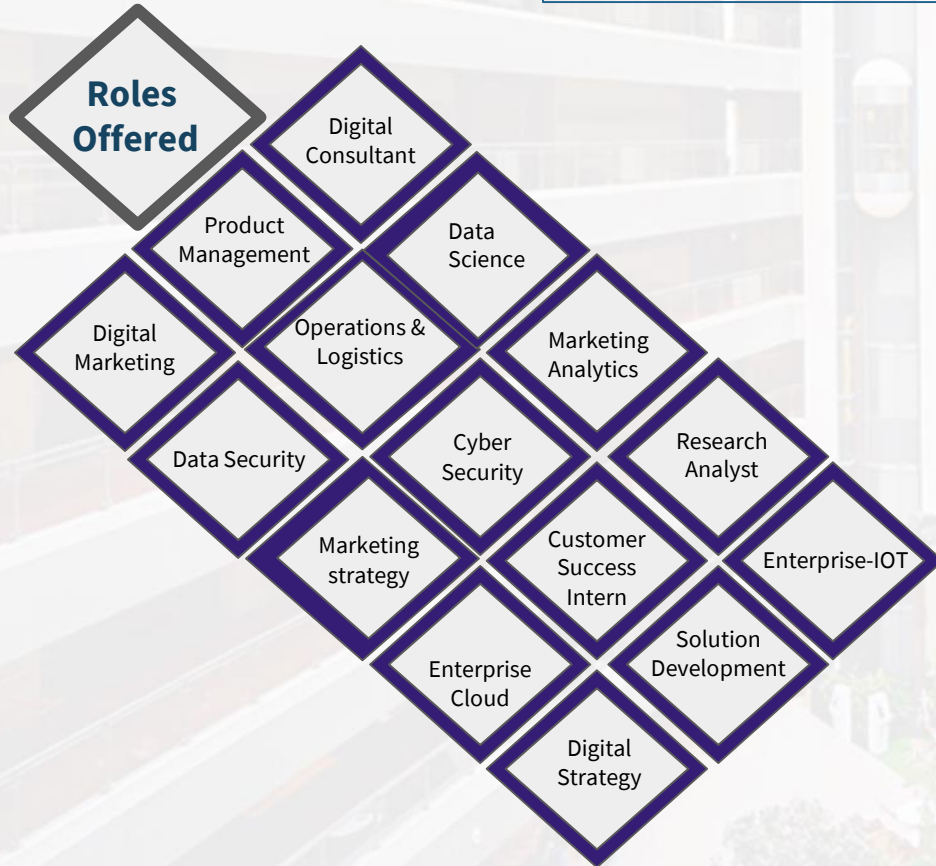 Roles
Offered
Digital
Consultant
Product
Management
Data
Science
Digital
Marketing
Operations &
Logistics
Marketing
Analytics
Data Security
Cyber
Security
Research
Analyst
Marketing
strategy
Customer
Success
Intern
Enterprise-IOT
Enterprise
Cloud
Solution
Development
Digital
Strategy